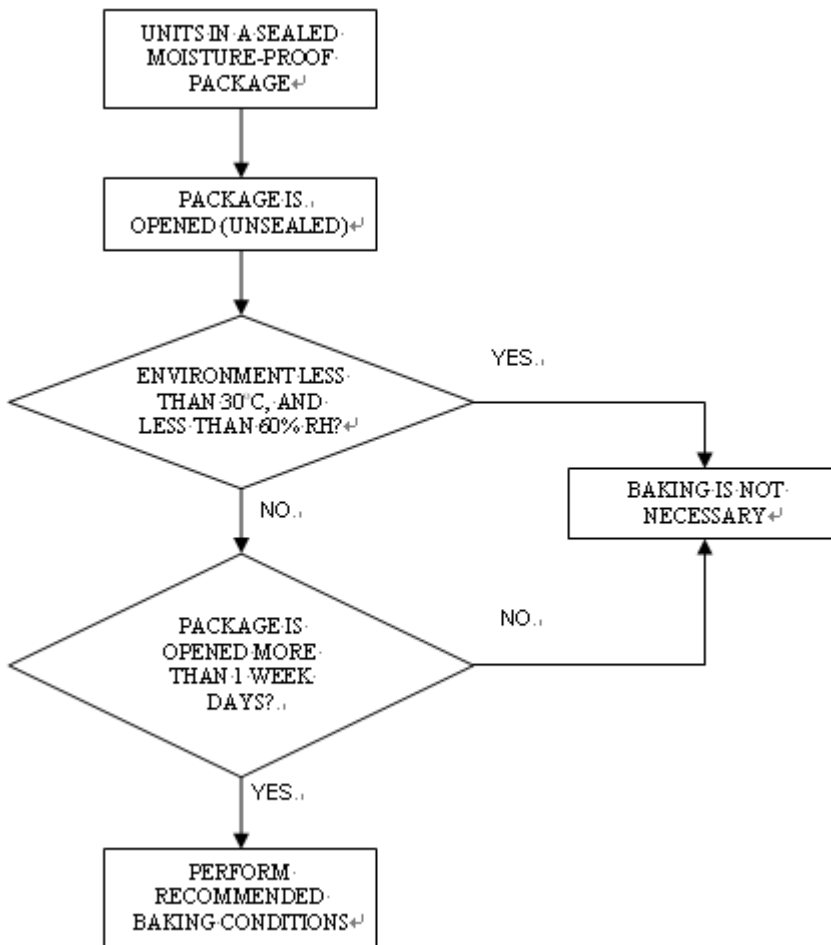 UNITS IN A SEALED
MOISTURE-PROOF
PACKAGE
PACKAGE IS
OPENED (UNSEALED)
ENVIRONMENT LESS
THAN 30°C, AND
LESS THAN 60% RH?
YES
BAKING IS NOT
NECESSARY
NO
PACKAGE IS
OPENED MORE
THAN 1 WEEK
DAYS?
NO
YES
PERFORM
RECOMMENDED
BAKING CONDITIONS